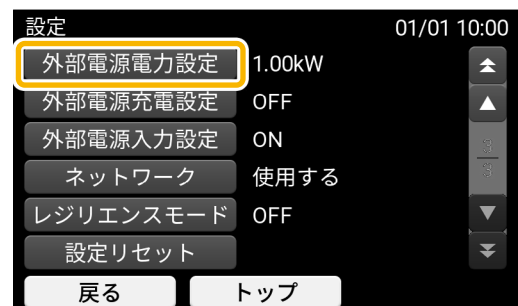 設定 01/01 10:00
外部電源電力設定 1.00kW
外部電源充電設定 OFF
外部電源入力設定 ON
ネットワーク 使用する
レジリエンスモード OFF
設定リセット
戻る トップ